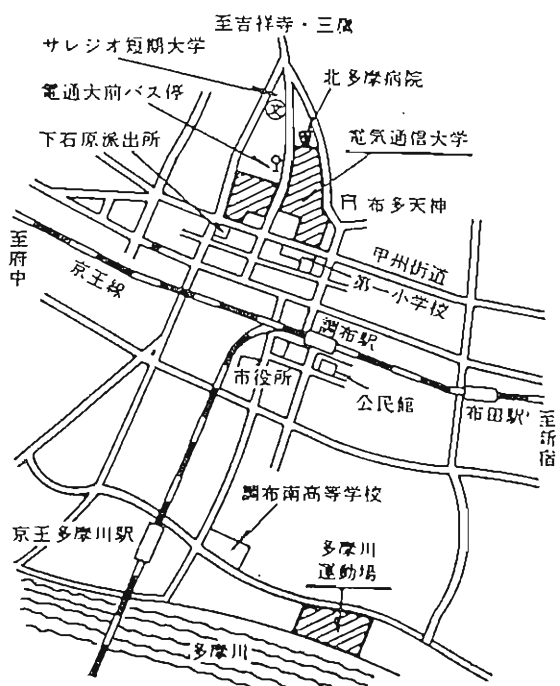 至吉祥寺・三鷹
サレジオ短期大学
電通大前バス停
北多摩病院
下石原派出所
文
電気通信大学
布多天神
至府中
京王線
甲州街道
第一小学校
調布駅
市役所
公民館
布田駅
至新宿
調布南高等学校
京王多摩川駅
多摩川
運動場
多摩川